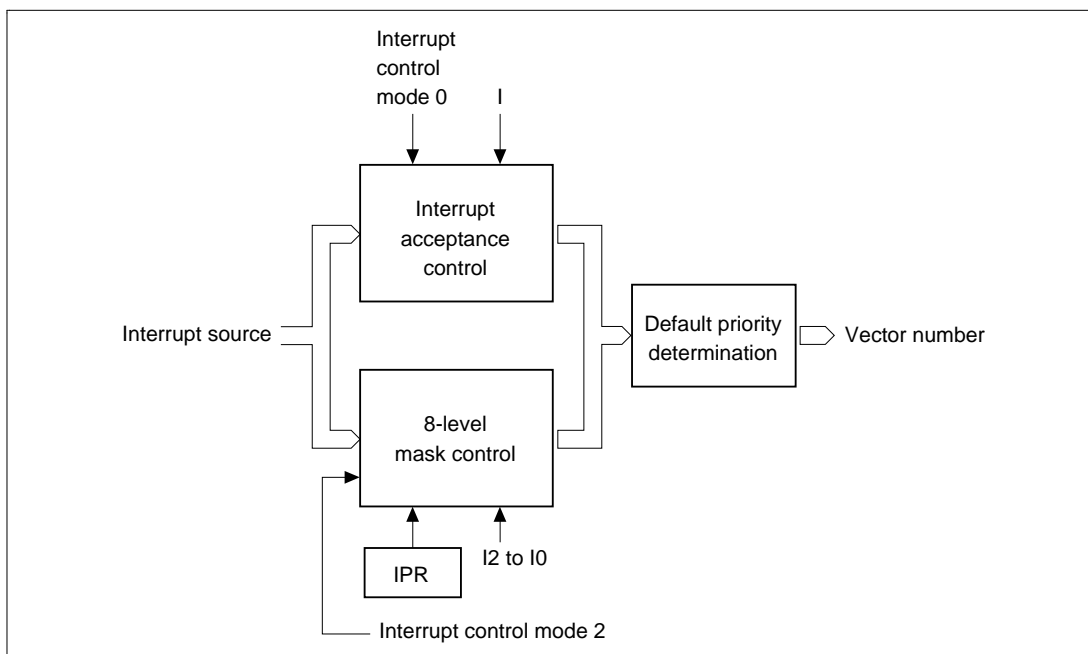 Interrupt
control
mode 0
I
Interrupt
acceptance
control
Interrupt source
Default priority
determination
Vector number
8-level
mask control
IPR
I2 to I0
Interrupt control mode 2